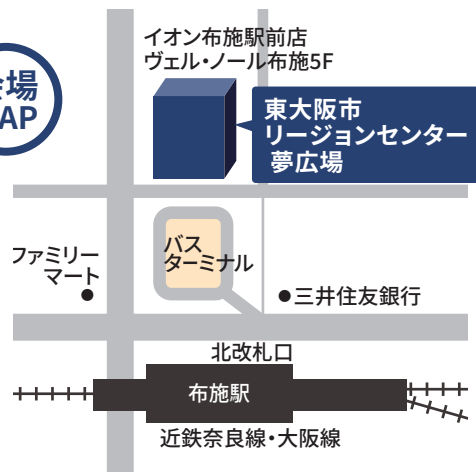 会場
MAP
イオン布施駅前店
ヴェル・ノール布施5F
東大阪市
リージョンセンター
夢広場
バス
ターミナル
ファミリー
マート
三井住友銀行
北改札口
布施駅
近鉄奈良線・大阪線